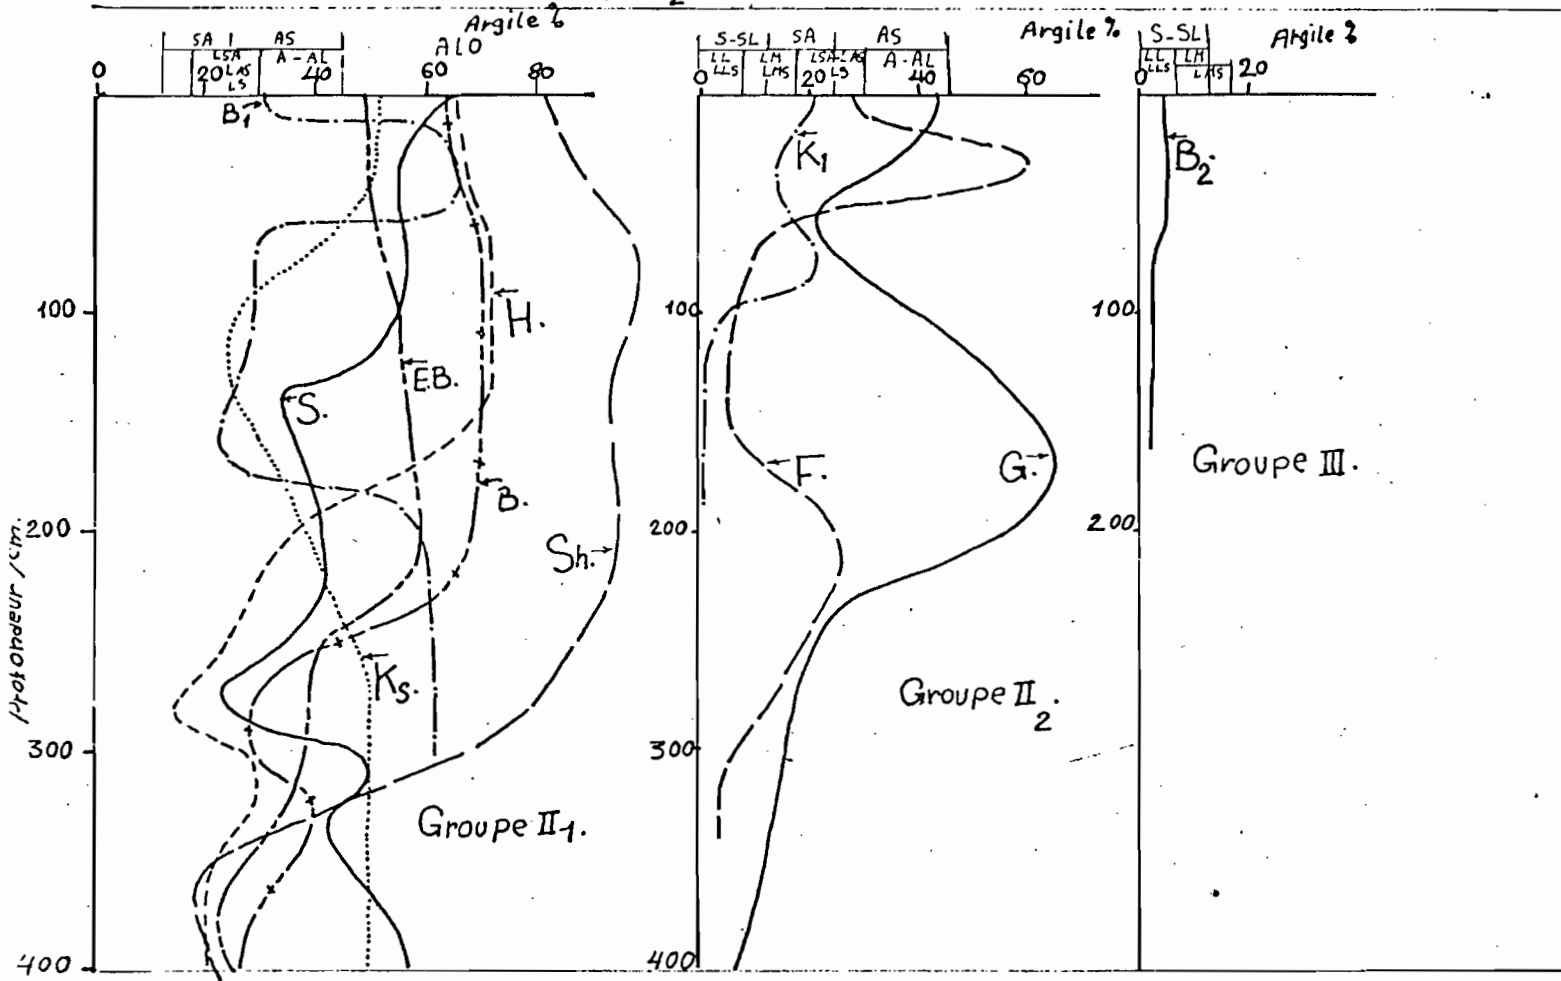 Argile %
SA AS ALO
LSA A-AL
LAS
LS
0 20 40 60 80
B1
H.
E.B.
S.
B.
Sh.
Ks.
100
200
300
400
Profondeur /cm.
Groupe II1.
Argile %
S-SL SA AS
LL LM LSA-LAS A-AL
LLS LMS LS
0 20 40 60
K1
F.
G.
100
200
300
400
Groupe II2.
Argile %
S-SL
LL LM
LLS LMS
0 20
B2
100
200
Groupe III.